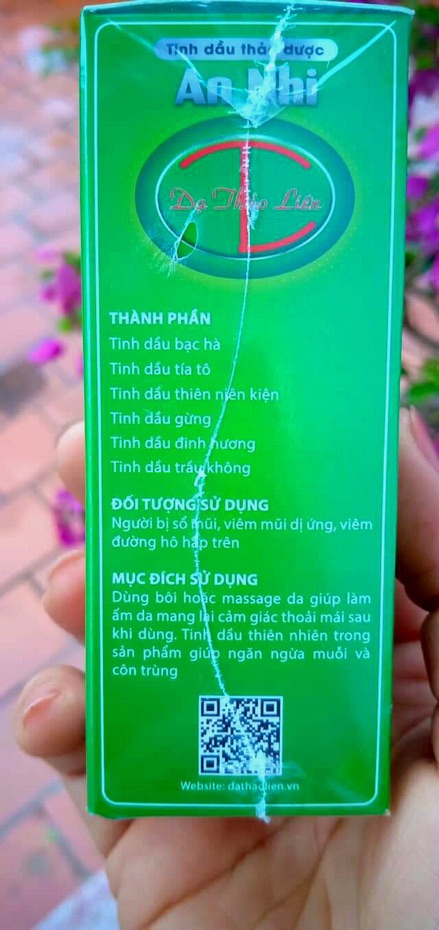 Tinh dầu thảo dược
An Nhi
Dạ Thảo Liên
THÀNH PHẦN
Tinh dầu bạc hà
Tinh dầu tía tô
Tinh dầu thiên niên kiện
Tinh dầu gừng
Tinh dầu đinh hương
Tinh dầu trầu không
ĐỐI TƯỢNG SỬ DỤNG
Người bị sổ mũi, viêm mũi dị ứng, viêm
đường hô hấp trên
MỤC ĐÍCH SỬ DỤNG
Dùng bôi hoặc massage da giúp làm
ấm da mang lại cảm giác thoải mái sau
khi dùng. Tinh dầu thiên nhiên trong
sản phẩm giúp ngăn ngừa muỗi và
côn trùng
Website: dathaolien.vn